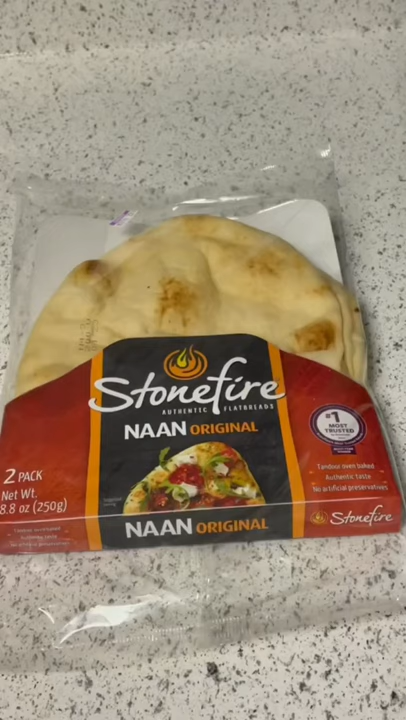 Stonefire
AUTHENTIC FLATBREADS
NAAN ORIGINAL
#1
MOST
TRUSTED
2 PACK
Net Wt.
8.8 oz (250g)
Tandoor oven baked
Authentic taste
No artificial preservatives
NAAN ORIGINAL
Stonefire